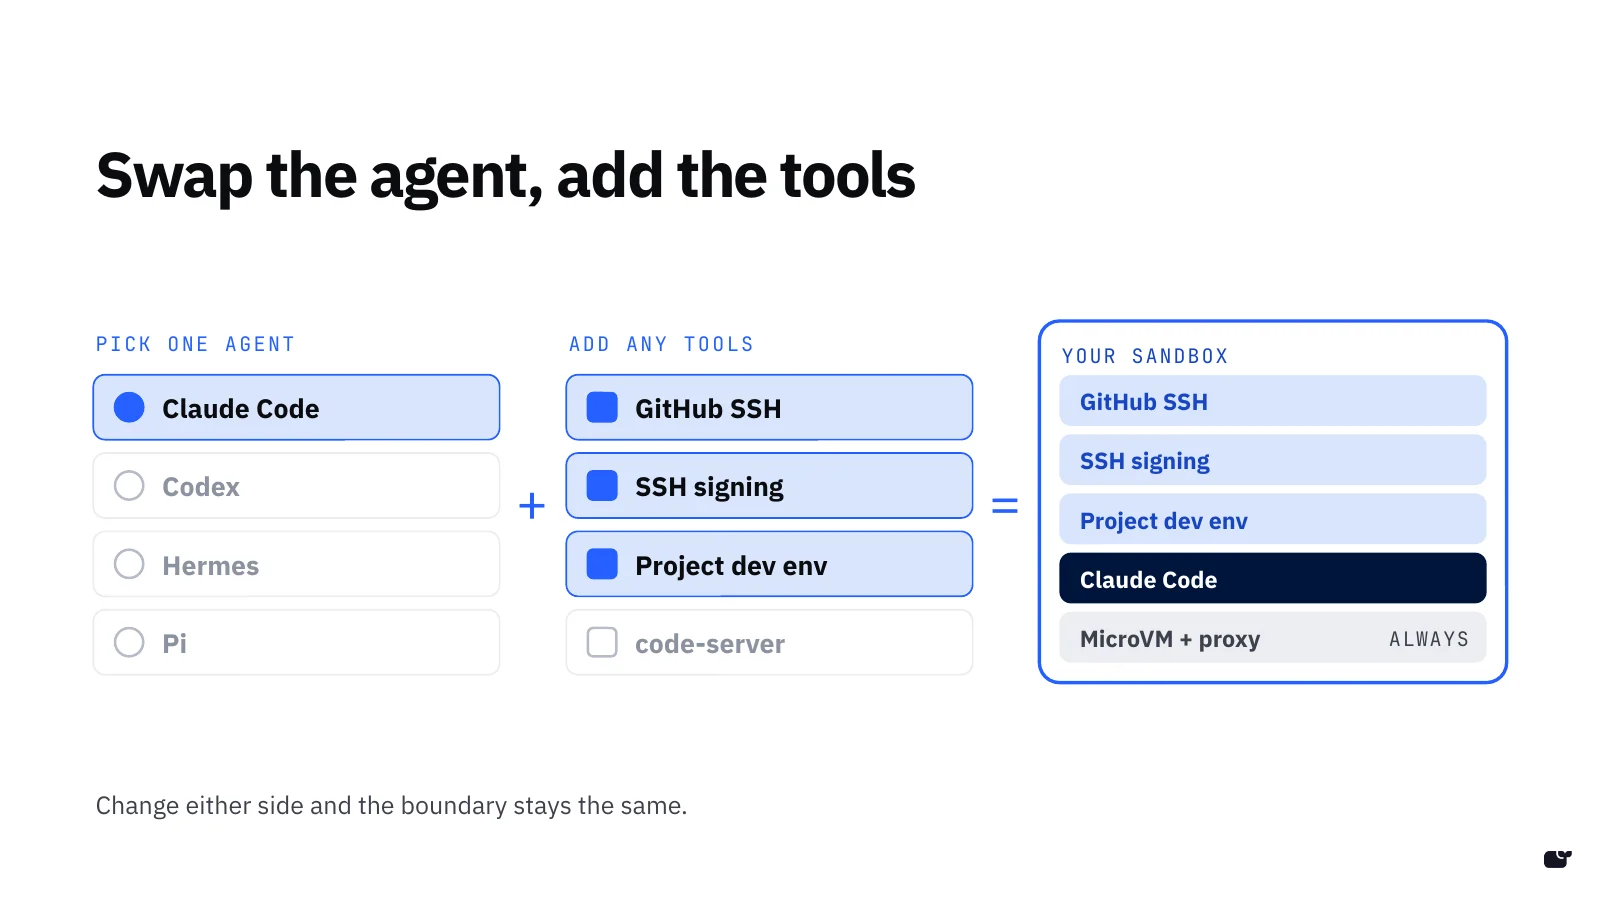 Swap the agent, add the tools
PICK ONE AGENT
Claude Code
Codex
Hermes
Pi
+
ADD ANY TOOLS
GitHub SSH
SSH signing
Project dev env
code-server
=
YOUR SANDBOX
GitHub SSH
SSH signing
Project dev env
Claude Code
MicroVM + proxy ALWAYS
Change either side and the boundary stays the same.